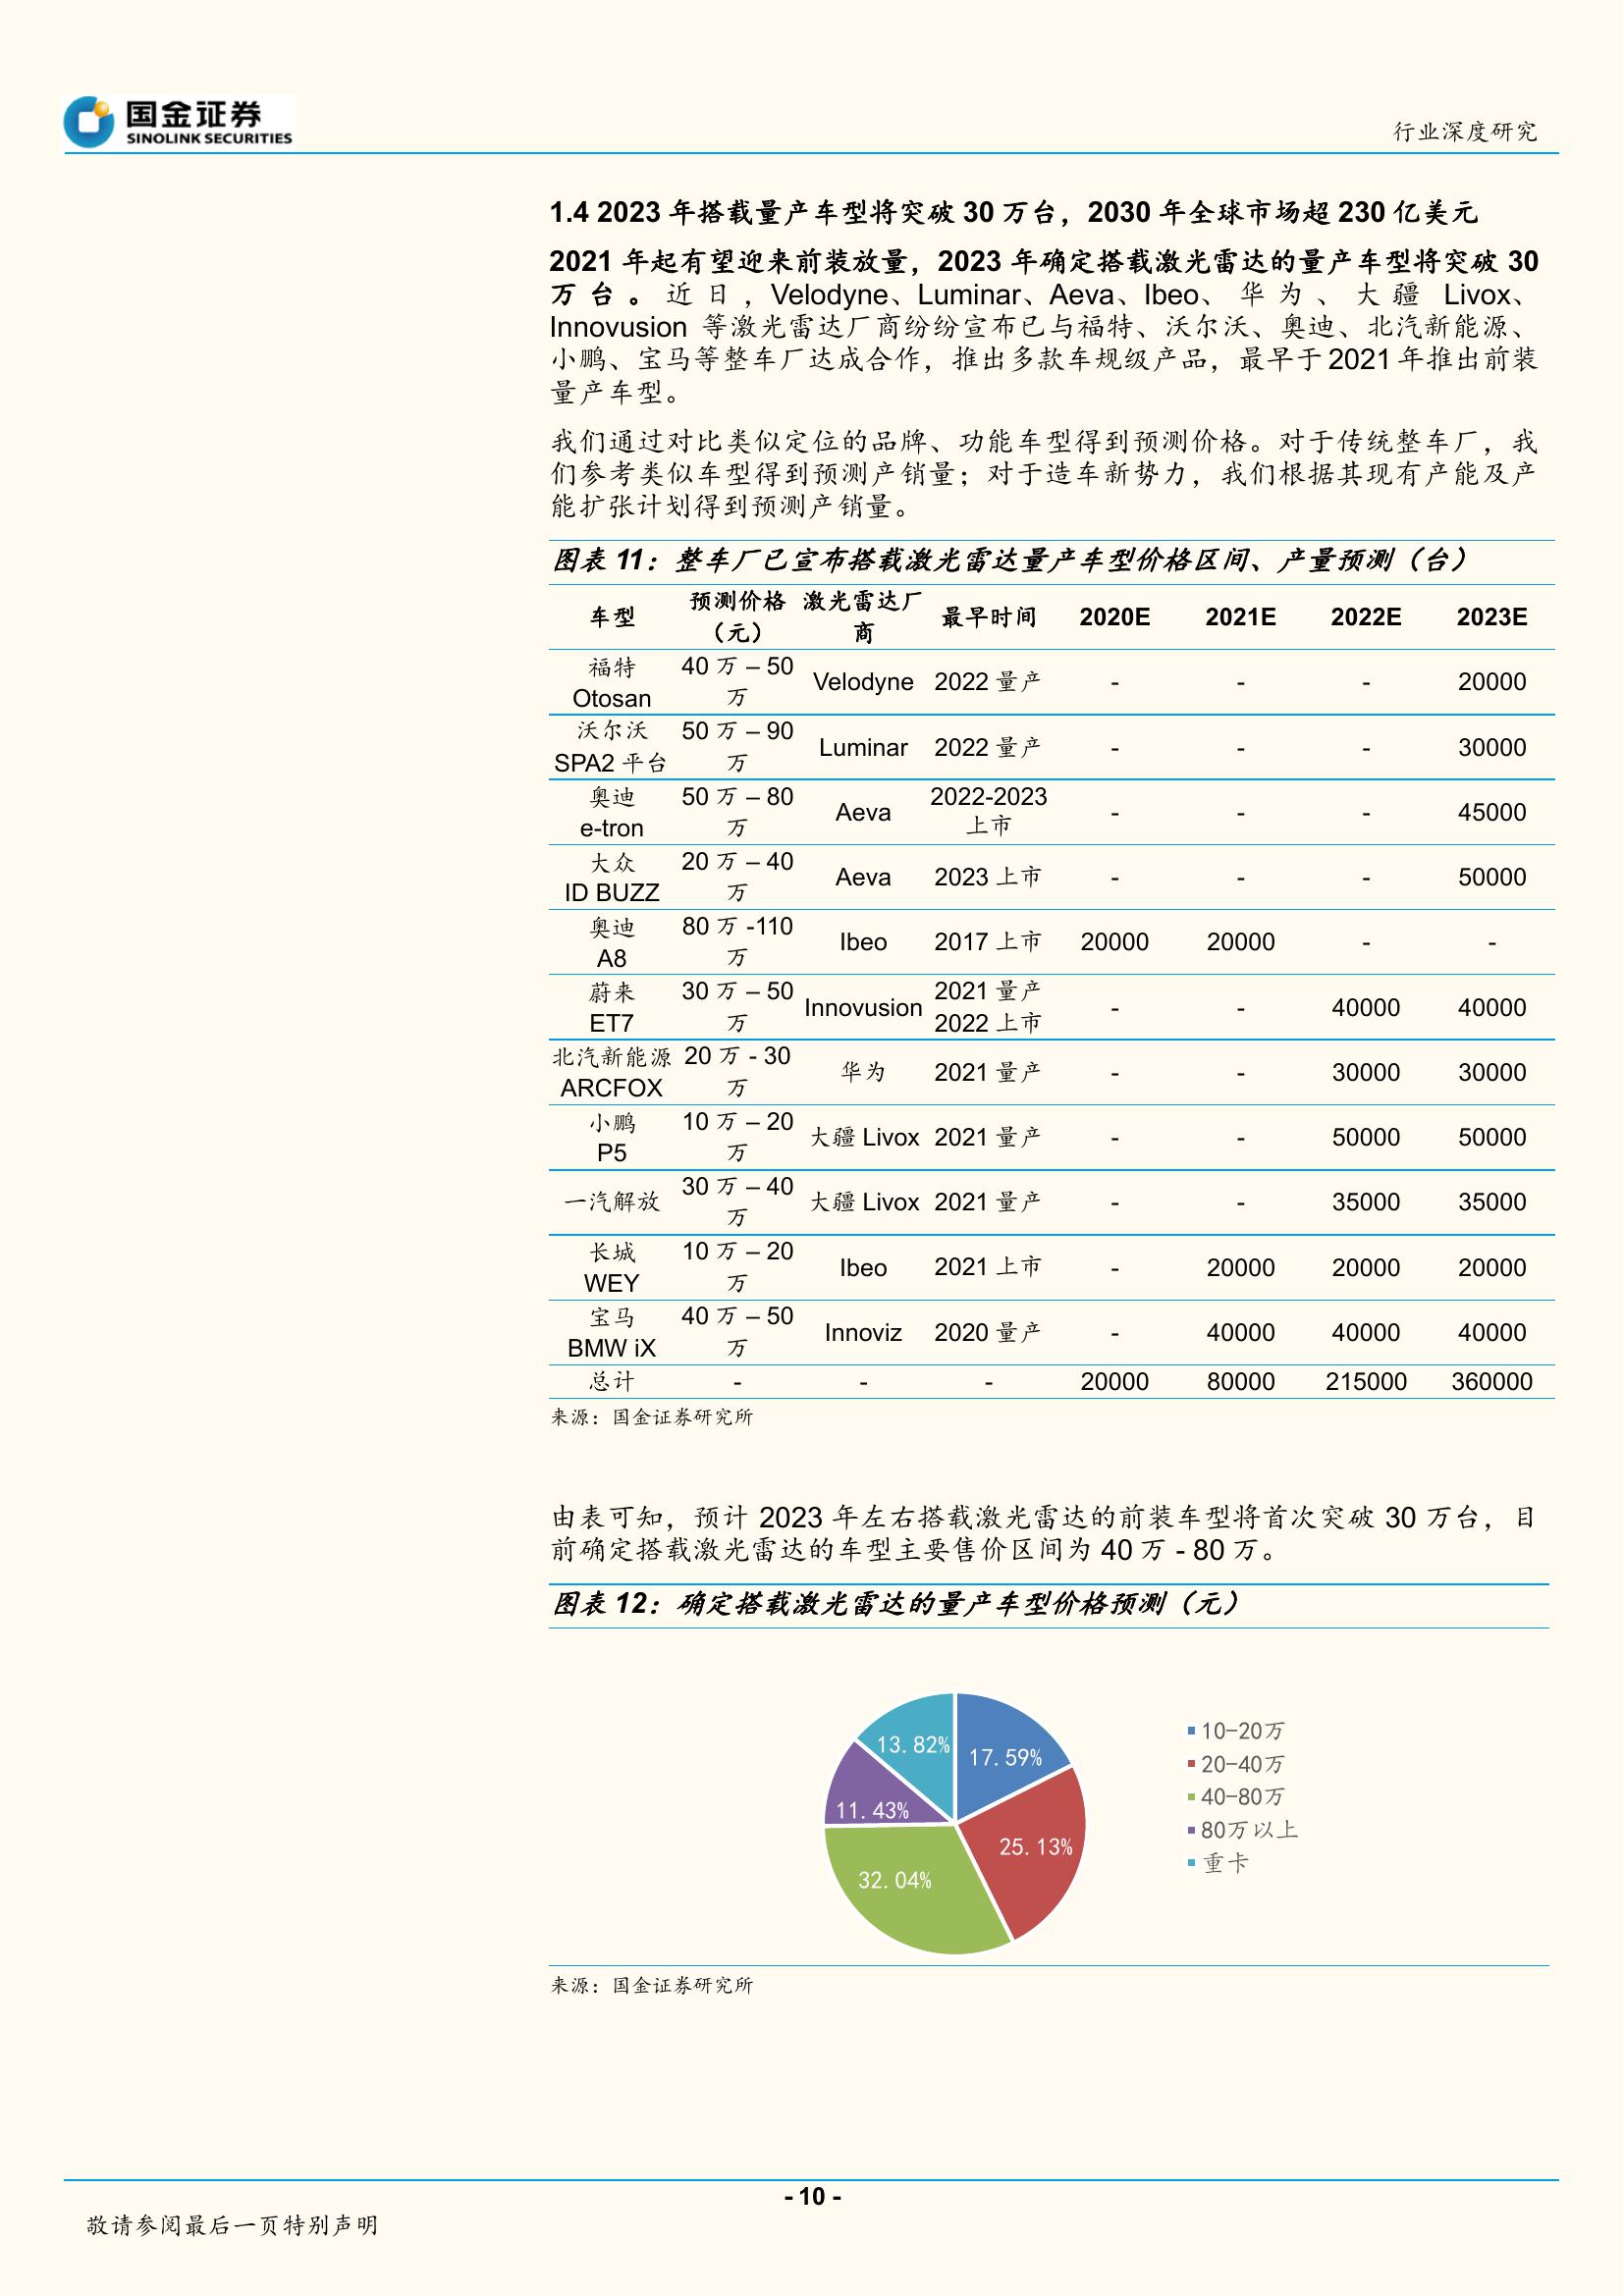 国金证券
SINOLINK SECURITIES
行业深度研究
1.4 2023 年搭载量产车型将突破 30 万台，2030 年全球市场超 230 亿美元
2021 年起有望迎来前装放量，2023 年确定搭载激光雷达的量产车型将突破 30
万台。近日，Velodyne、Luminar、Aeva、Ibeo、华为、大疆 Livox、
Innovusion 等激光雷达厂商纷纷宣布已与福特、沃尔沃、奥迪、北汽新能源、
小鹏、宝马等整车厂达成合作，推出多款车规级产品，最早于 2021 年推出前装
量产车型。
我们通过对比类似定位的品牌、功能车型得到预测价格。对于传统整车厂，我
们参考类似车型得到预测产销量；对于造车新势力，我们根据其现有产能及产
能扩张计划得到预测产销量。
图表 11：整车厂已宣布搭载激光雷达量产车型价格区间、产量预测（台）
车型 预测价格（元） 激光雷达厂商 最早时间 2020E 2021E 2022E 2023E
福特 Otosan 40 万 – 50 万 Velodyne 2022 量产 - - - 20000
沃尔沃 SPA2 平台 50 万 – 90 万 Luminar 2022 量产 - - - 30000
奥迪 e-tron 50 万 – 80 万 Aeva 2022-2023 上市 - - - 45000
大众 ID BUZZ 20 万 – 40 万 Aeva 2023 上市 - - - 50000
奥迪 A8 80 万 -110 万 Ibeo 2017 上市 20000 20000 - -
蔚来 ET7 30 万 – 50 万 Innovusion 2021 量产 2022 上市 - - 40000 40000
北汽新能源 ARCFOX 20 万 - 30 万 华为 2021 量产 - - 30000 30000
小鹏 P5 10 万 – 20 万 大疆 Livox 2021 量产 - - 50000 50000
一汽解放 30 万 – 40 万 大疆 Livox 2021 量产 - - 35000 35000
长城 WEY 10 万 – 20 万 Ibeo 2021 上市 - 20000 20000 20000
宝马 BMW iX 40 万 – 50 万 Innoviz 2020 量产 - 40000 40000 40000
总计 - - - 20000 80000 215000 360000
来源：国金证券研究所
由表可知，预计 2023 年左右搭载激光雷达的前装车型将首次突破 30 万台，目
前确定搭载激光雷达的车型主要售价区间为 40 万 - 80 万。
图表 12：确定搭载激光雷达的量产车型价格预测（元）
13.82%
17.59%
11.43%
25.13%
32.04%
10-20万
20-40万
40-80万
80万以上
重卡
来源：国金证券研究所
- 10 -
敬请参阅最后一页特别声明